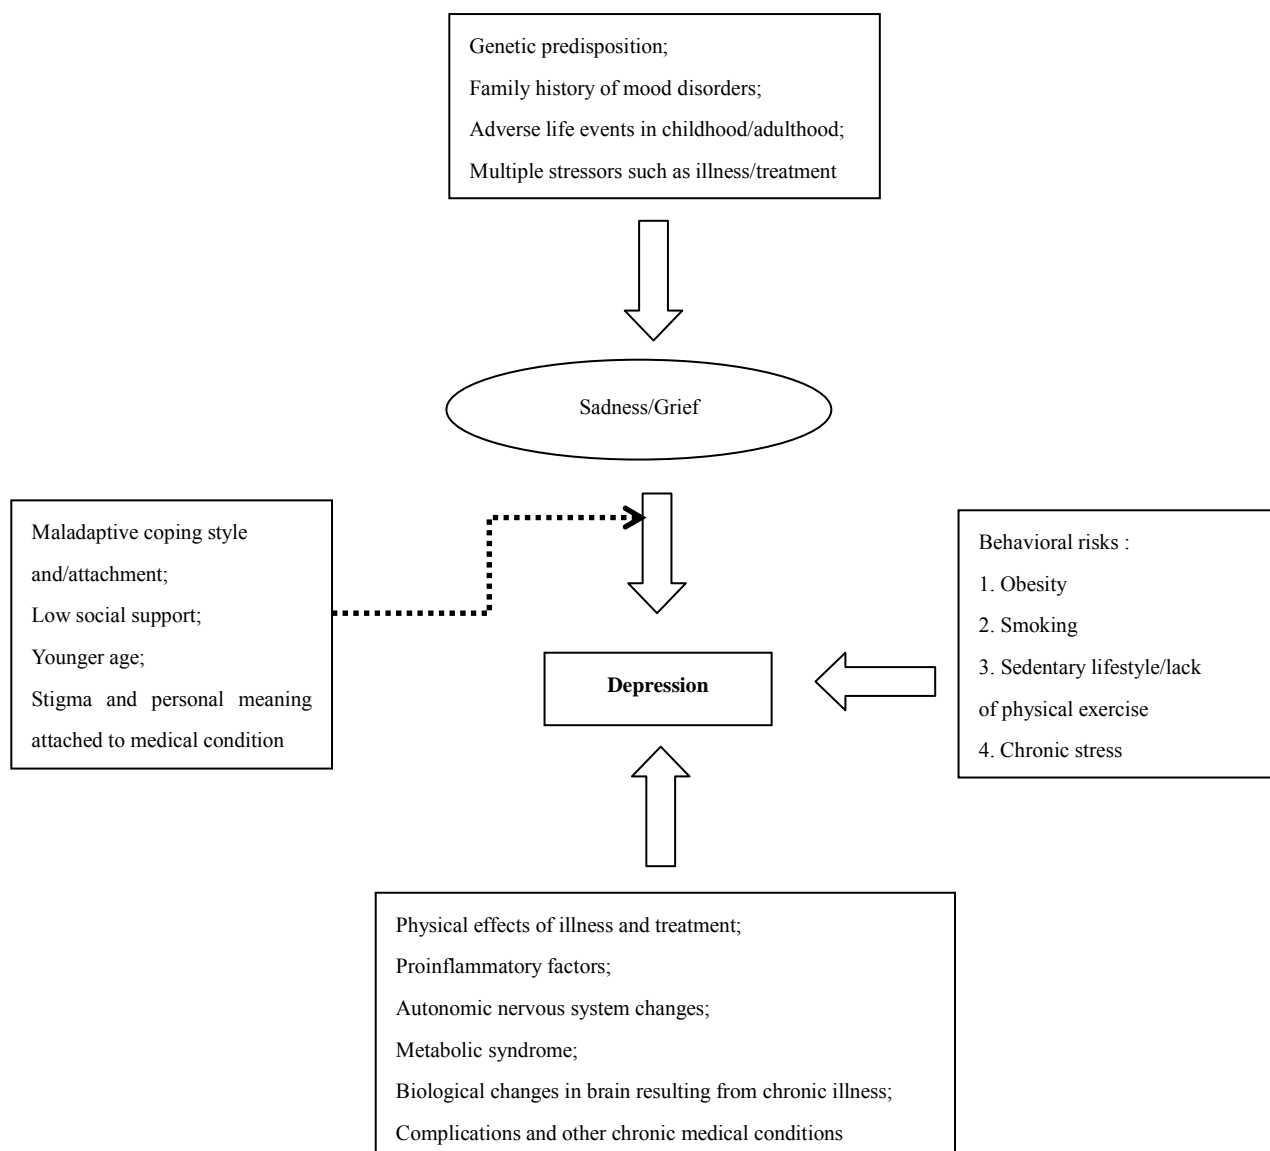 Genetic predisposition;
Family history of mood disorders;
Adverse life events in childhood/adulthood;
Multiple stressors such as illness/treatment
Sadness/Grief
Maladaptive coping style
and/attachment;
Low social support;
Younger age;
Stigma and personal meaning
attached to medical condition
Behavioral risks :
1. Obesity
2. Smoking
3. Sedentary lifestyle/lack
of physical exercise
4. Chronic stress
Depression
Physical effects of illness and treatment;
Proinflammatory factors;
Autonomic nervous system changes;
Metabolic syndrome;
Biological changes in brain resulting from chronic illness;
Complications and other chronic medical conditions